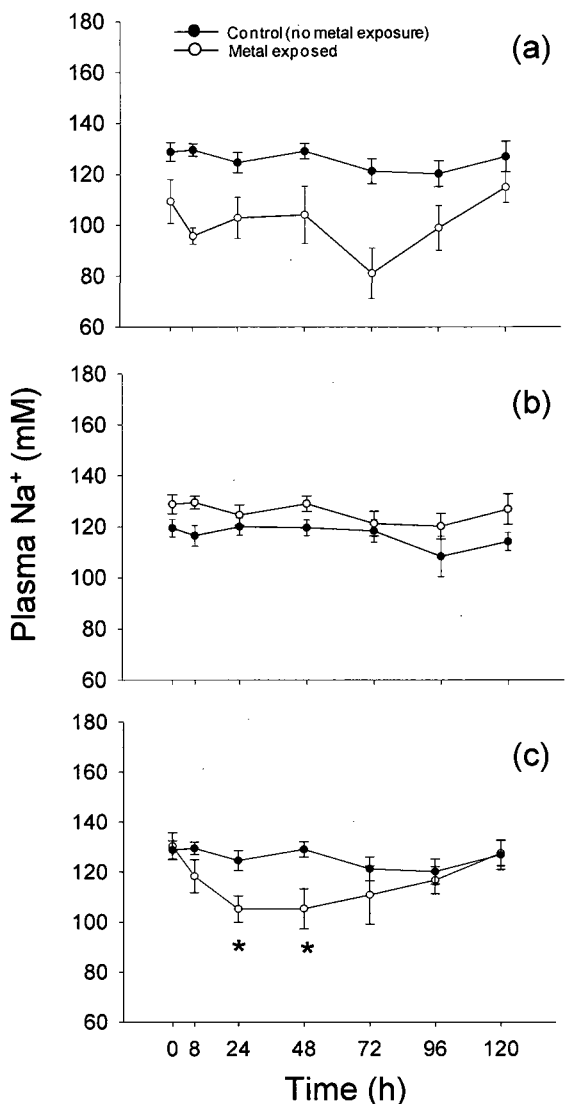 Control (no metal exposure)
Metal exposed
(a)
180
160
140
120
100
80
60
(b)
180
160
140
120
100
80
60
Plasma Na⁺ (mM)
(c)
180
160
140
120
100
80
60
* *
0 8 24 48 72 96 120
Time (h)